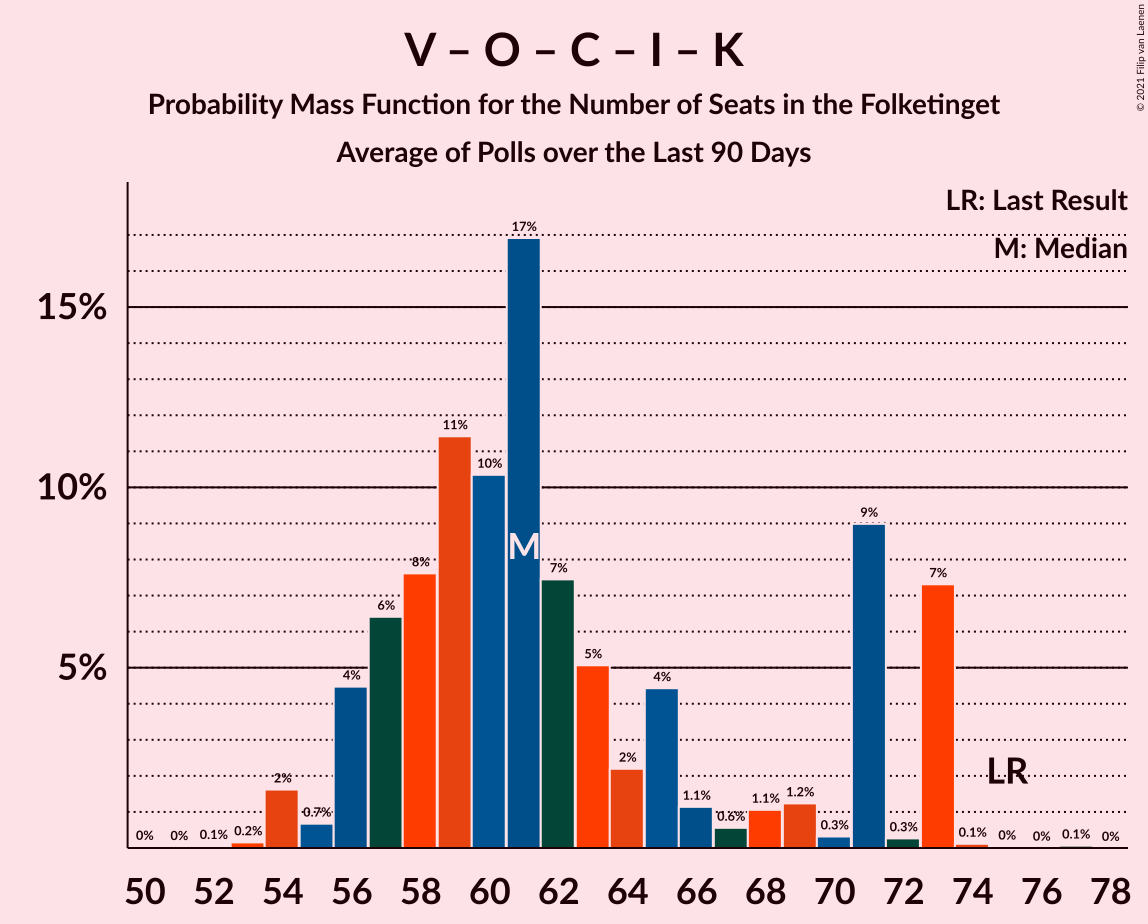 V – O – C – I – K
Probability Mass Function for the Number of Seats in the Folketinget
Average of Polls over the Last 90 Days
© 2021 Filip van Laenen
LR: Last Result
M: Median
15%
10%
5%
0% 0% 0.1% 0.2% 2% 0.7% 4% 6% 8% 11% 10% 17% 7% 5% 2% 4% 1.1% 0.6% 1.1% 1.2% 0.3% 9% 0.3% 7% 0.1% 0% 0% 0.1% 0%
M
LR
50 52 54 56 58 60 62 64 66 68 70 72 74 76 78